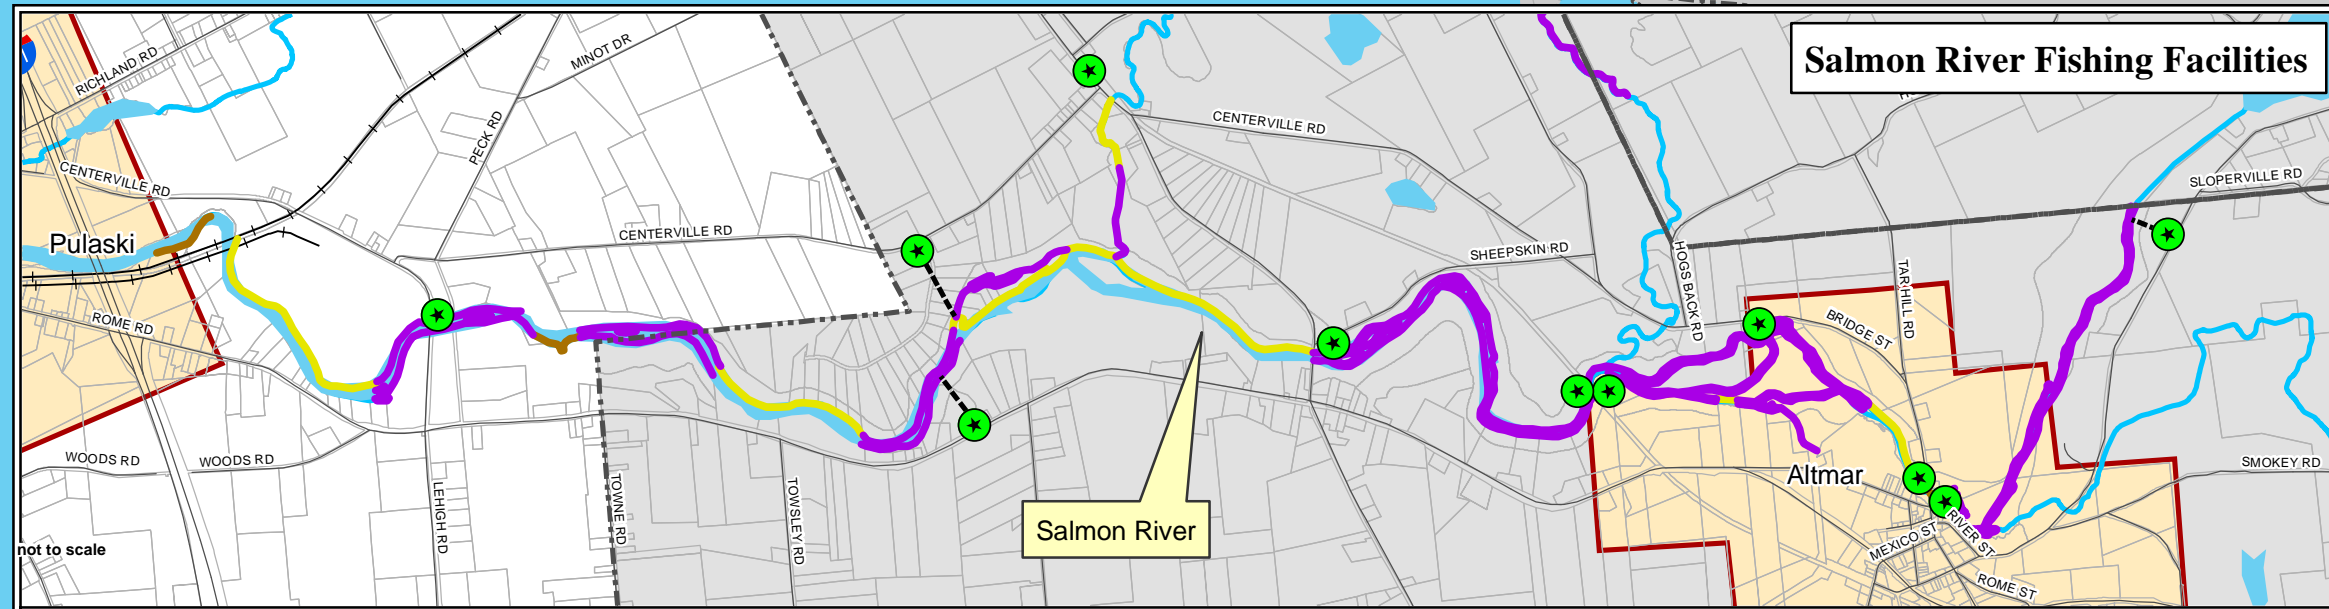 Salmon River Fishing Facilities
RICHLAND RD
MINOT DR
PECK RD
CENTERVILLE RD
CENTERVILLE RD
SLOPERVILLE RD
CENTERVILLE RD
Pulaski
CENTERVILLE RD
SHEEPSKIN RD
HOGS BACK RD
TAR HILL RD
BRIDGE ST
ROME RD
WOODS RD
WOODS RD
LEHIGH RD
TOWNE RD
TOWSLEY RD
Salmon River
Altmar
SMOKEY RD
RIVER ST
MEXICO ST
ROME ST
not to scale